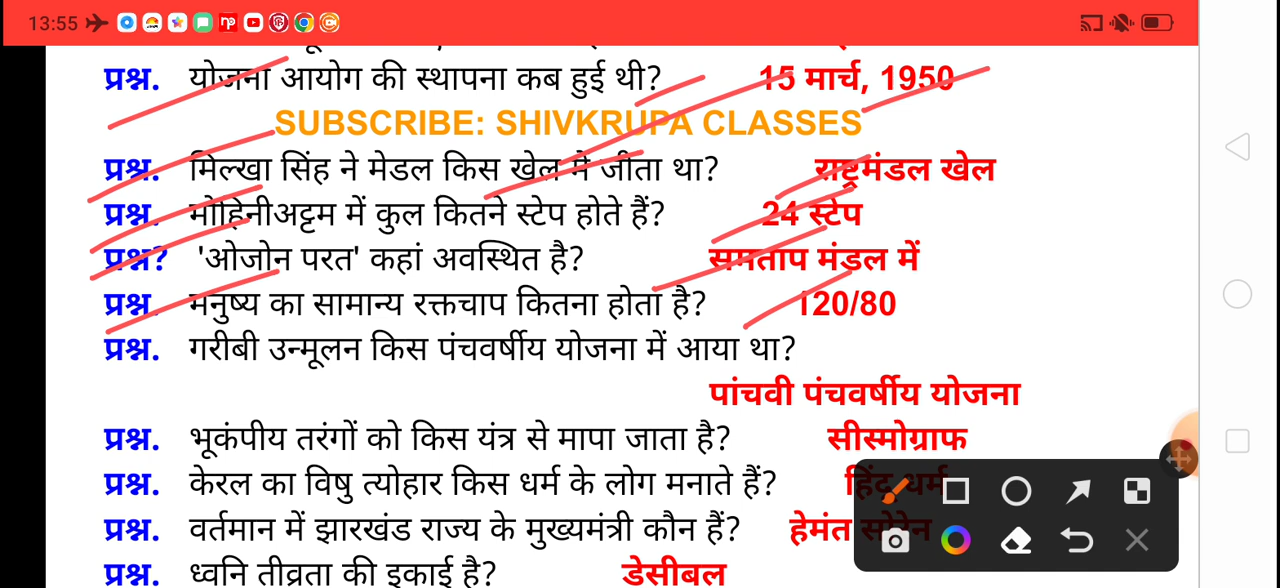 13:55
प्रश्न. योजना आयोग की स्थापना कब हुई थी? 15 मार्च, 1950
SUBSCRIBE: SHIVKRUPA CLASSES
प्रश्न. मिल्खा सिंह ने मेडल किस खेल में जीता था? राष्ट्रमंडल खेल
प्रश्न. मोहिनीअट्टम में कुल कितने स्टेप होते हैं? 24 स्टेप
प्रश्न? 'ओजोन परत' कहां अवस्थित है? समताप मंडल में
प्रश्न. मनुष्य का सामान्य रक्तचाप कितना होता है? 120/80
प्रश्न. गरीबी उन्मूलन किस पंचवर्षीय योजना में आया था?
पांचवी पंचवर्षीय योजना
प्रश्न. भूकंपीय तरंगों को किस यंत्र से मापा जाता है? सीस्मोग्राफ
प्रश्न. केरल का विषु त्योहार किस धर्म के लोग मनाते हैं? हिंदू धर्म
प्रश्न. वर्तमान में झारखंड राज्य के मुख्यमंत्री कौन हैं? हेमंत सोरेन
प्रश्न. ध्वनि तीव्रता की इकाई है? डेसीबल